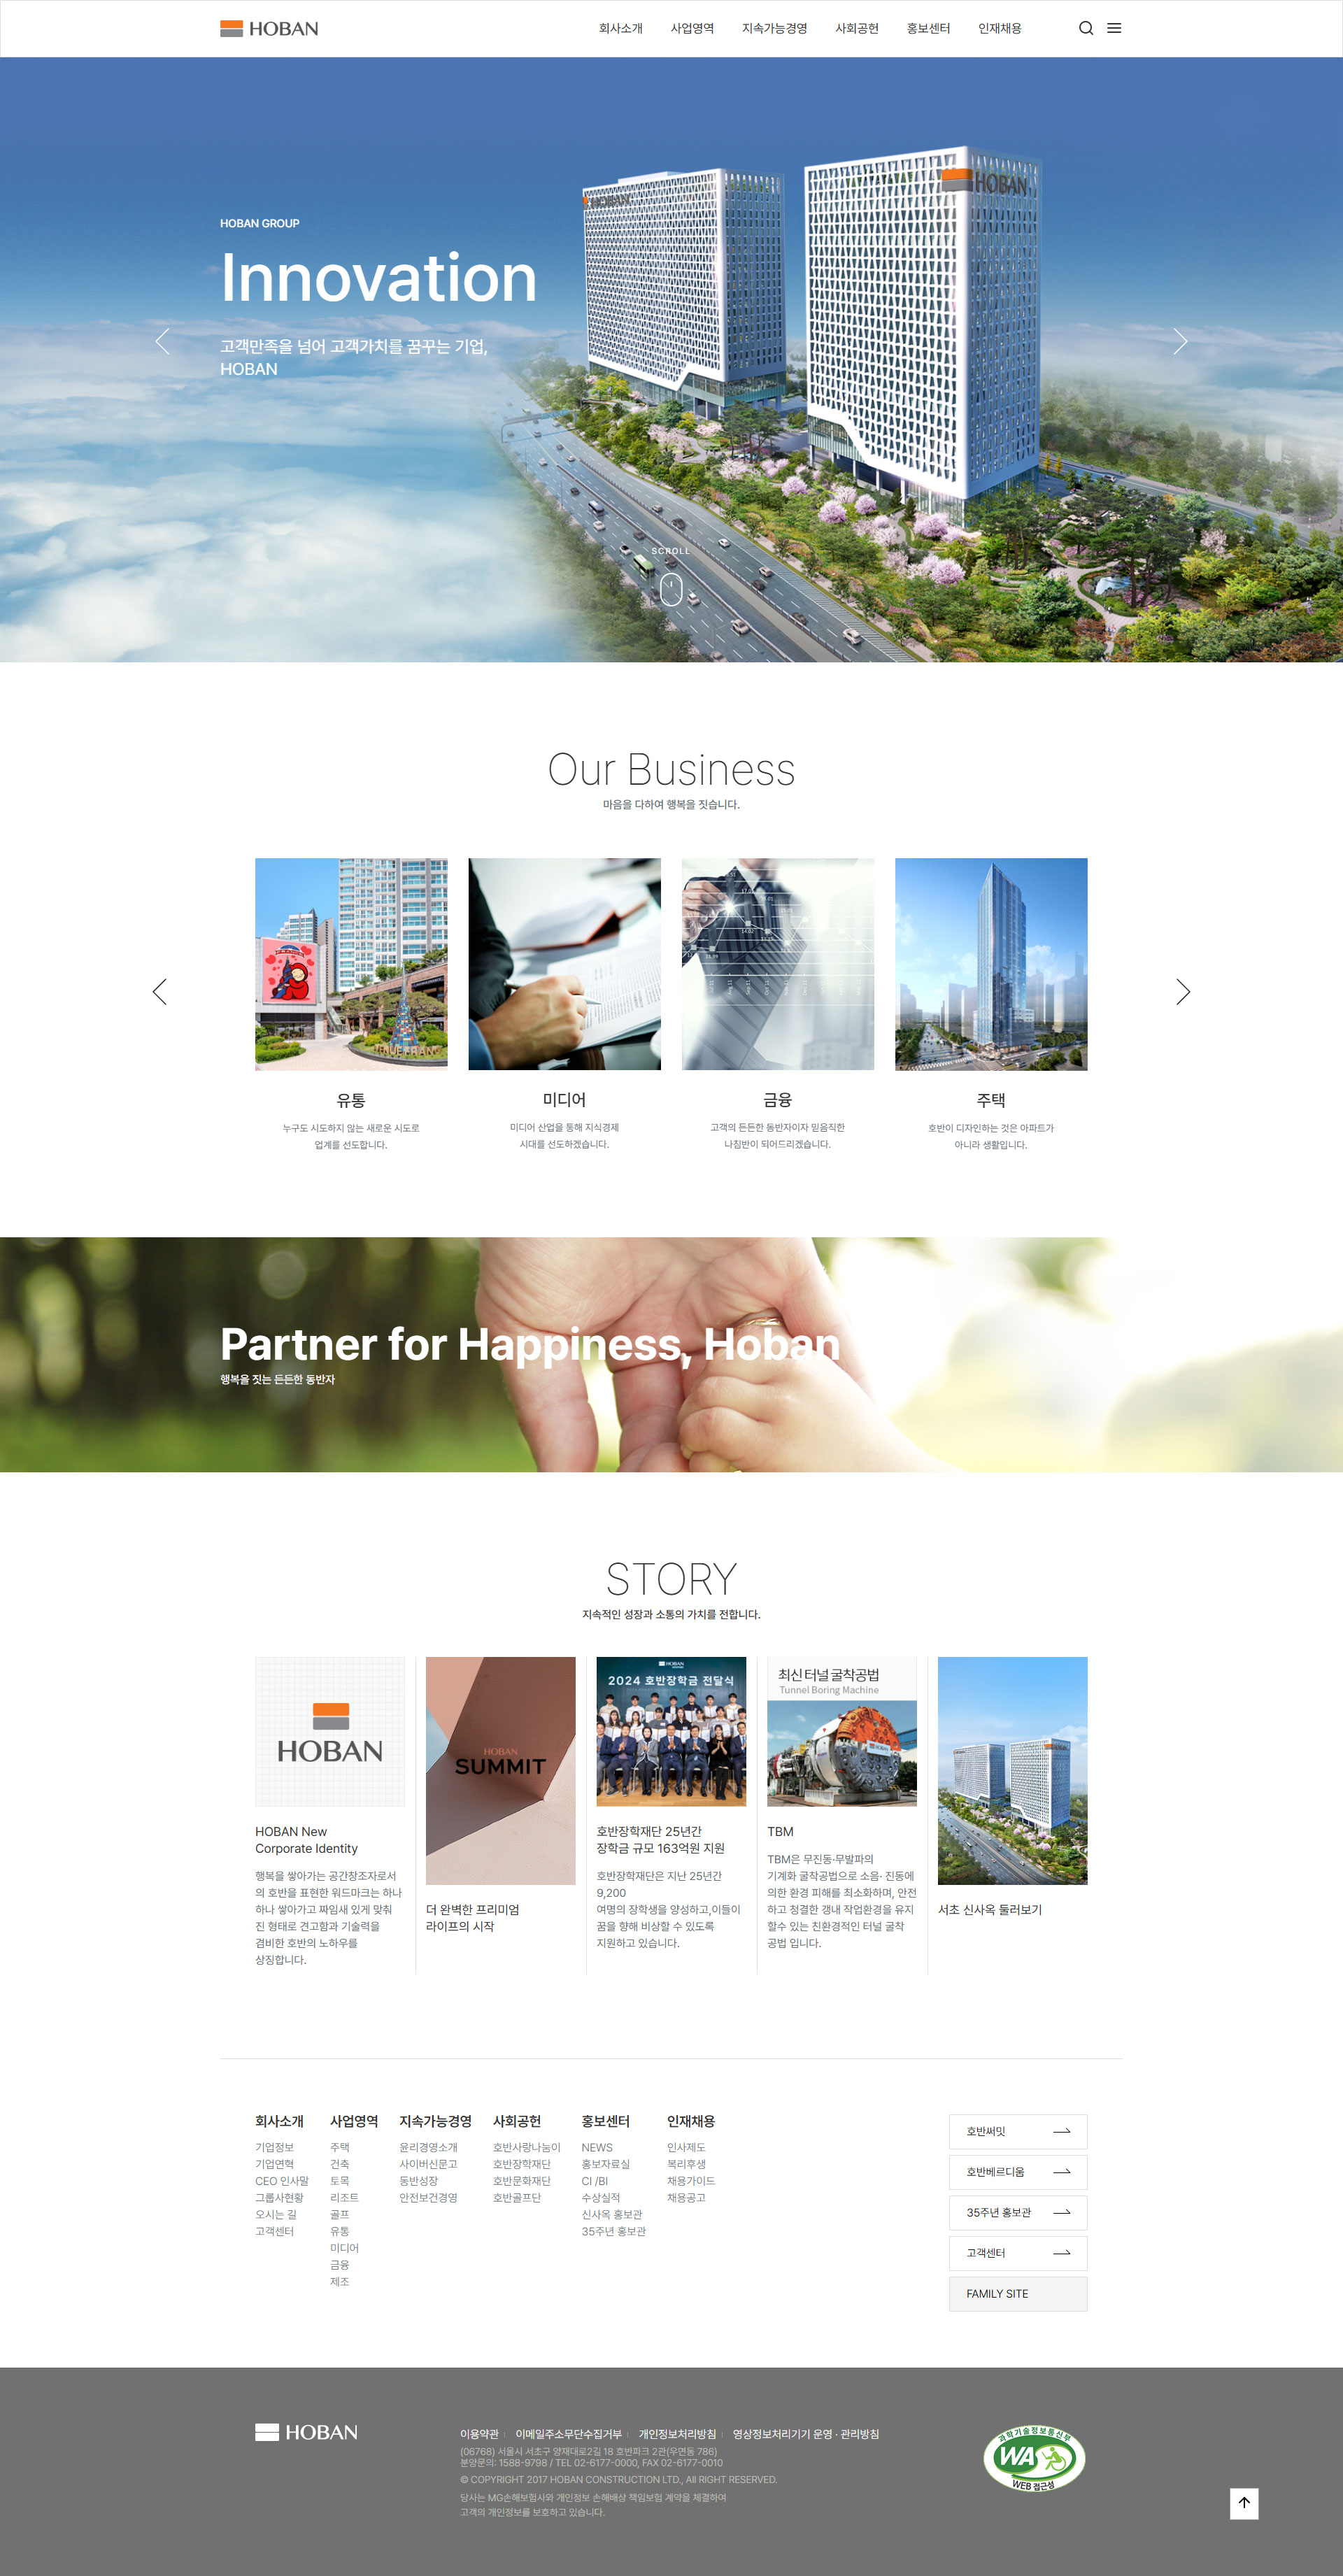 HOBAN
회사소개 사업영역 지속가능경영 사회공헌 홍보센터 인재채용
HOBAN
HOBAN
HOBAN GROUP
Innovation
고객만족을 넘어 고객가치를 꿈꾸는 기업,
HOBAN
SCROLL
Our Business
마음을 다하여 행복을 짓습니다.
유통
누구도 시도하지 않는 새로운 시도로
업계를 선도합니다.
미디어
미디어 산업을 통해 지식경제
시대를 선도하겠습니다.
금융
고객의 든든한 동반자이자 믿음직한
나침반이 되어드리겠습니다.
주택
호반이 디자인하는 것은 아파트가
아니라 생활입니다.
Partner for Happiness, Hoban
행복을 짓는 든든한 동반자
STORY
지속적인 성장과 소통의 가치를 전합니다.
HOBAN
HOBAN New
Corporate Identity
행복을 쌓아가는 공간창조자로서
의 호반을 표현한 워드마크는 하나
하나 쌓아가고 짜임새 있게 맞춰
진 형태로 견고함과 기술력을
겸비한 호반의 노하우를
상징합니다.
HOBAN
SUMMIT
더 완벽한 프리미엄
라이프의 시작
HOBAN
2024 호반장학금 전달식
호반장학재단 25년간
장학금 규모 163억원 지원
호반장학재단은 지난 25년간
9,200
여명의 장학생을 양성하고,이들이
꿈을 향해 비상할 수 있도록
지원하고 있습니다.
최신 터널 굴착공법
Tunnel Boring Machine
TBM
TBM은 무진동·무발파의
기계화 굴착공법으로 소음· 진동에
의한 환경 피해를 최소화하며, 안전
하고 청결한 갱내 작업환경을 유지
할수 있는 친환경적인 터널 굴착
공법 입니다.
서초 신사옥 둘러보기
회사소개
기업정보
기업연혁
CEO 인사말
그룹사현황
오시는 길
고객센터
사업영역
주택
건축
토목
리조트
골프
유통
미디어
금융
제조
지속가능경영
윤리경영소개
사이버신문고
동반성장
안전보건경영
사회공헌
호반사랑나눔이
호반장학재단
호반문화재단
호반골프단
홍보센터
NEWS
홍보자료실
CI /BI
수상실적
신사옥 홍보관
35주년 홍보관
인재채용
인사제도
복리후생
채용가이드
채용공고
호반써밋
호반베르디움
35주년 홍보관
고객센터
FAMILY SITE
HOBAN
이용약관 이메일주소무단수집거부 개인정보처리방침 영상정보처리기기 운영 · 관리방침
(06768) 서울시 서초구 양재대로2길 18 호반파크 2관(우면동 786)
분양문의: 1588-9798 / TEL 02-6177-0000, FAX 02-6177-0010
© COPYRIGHT 2017 HOBAN CONSTRUCTION LTD., All RIGHT RESERVED.
당사는 MG손해보험사와 개인정보 손해배상 책임보험 계약을 체결하여
고객의 개인정보를 보호하고 있습니다.
과학기술정보통신부
WA
WEB 접근성